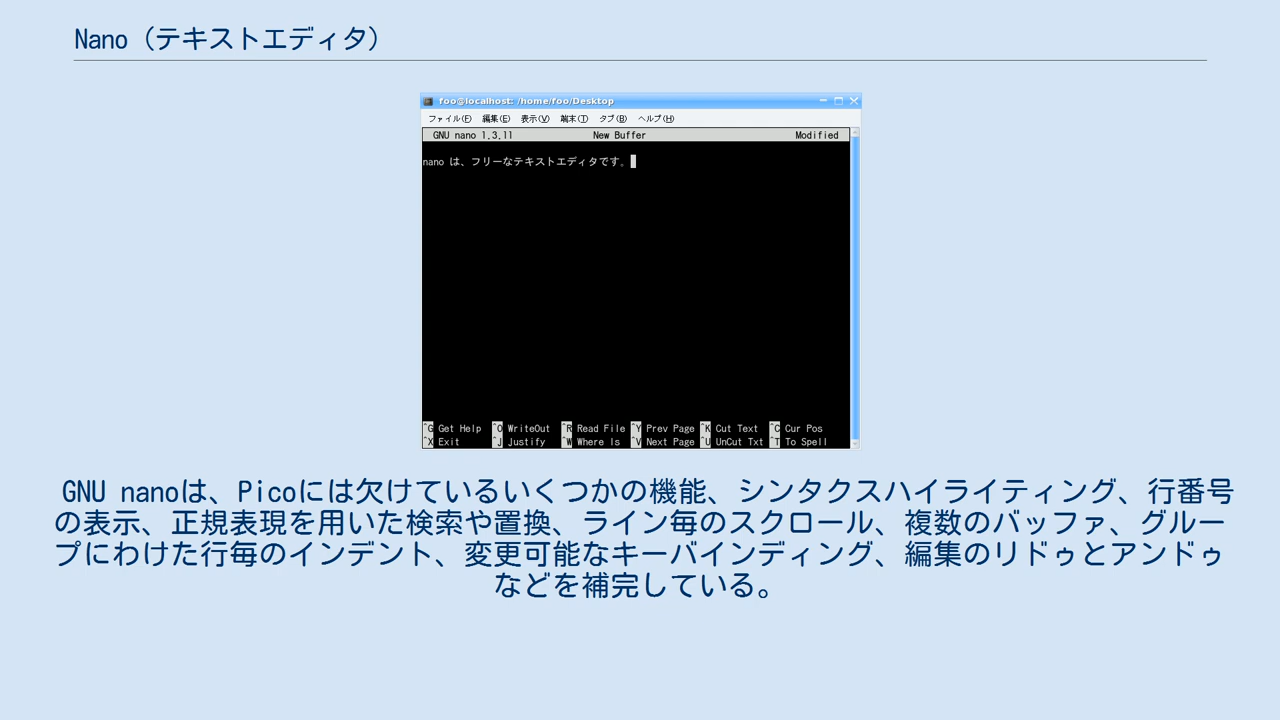 Nano（テキストエディタ）
foo@localhost: /home/foo/Desktop
ファイル(F) 編集(E) 表示(V) 端末(T) タブ(B) ヘルプ(H)
GNU nano 1.3.11 New Buffer Modified
nano は、フリーなテキストエディタです。
^G Get Help ^O WriteOut ^R Read File ^Y Prev Page ^K Cut Text ^C Cur Pos
^X Exit ^J Justify ^W Where Is ^V Next Page ^U UnCut Txt ^T To Spell
GNU nanoは、Picoには欠けているいくつかの機能、シンタクスハイライティング、行番号
の表示、正規表現を用いた検索や置換、ライン毎のスクロール、複数のバッファ、グルー
プにわけた行毎のインデント、変更可能なキーバインディング、編集のリドゥとアンドゥ
などを補完している。